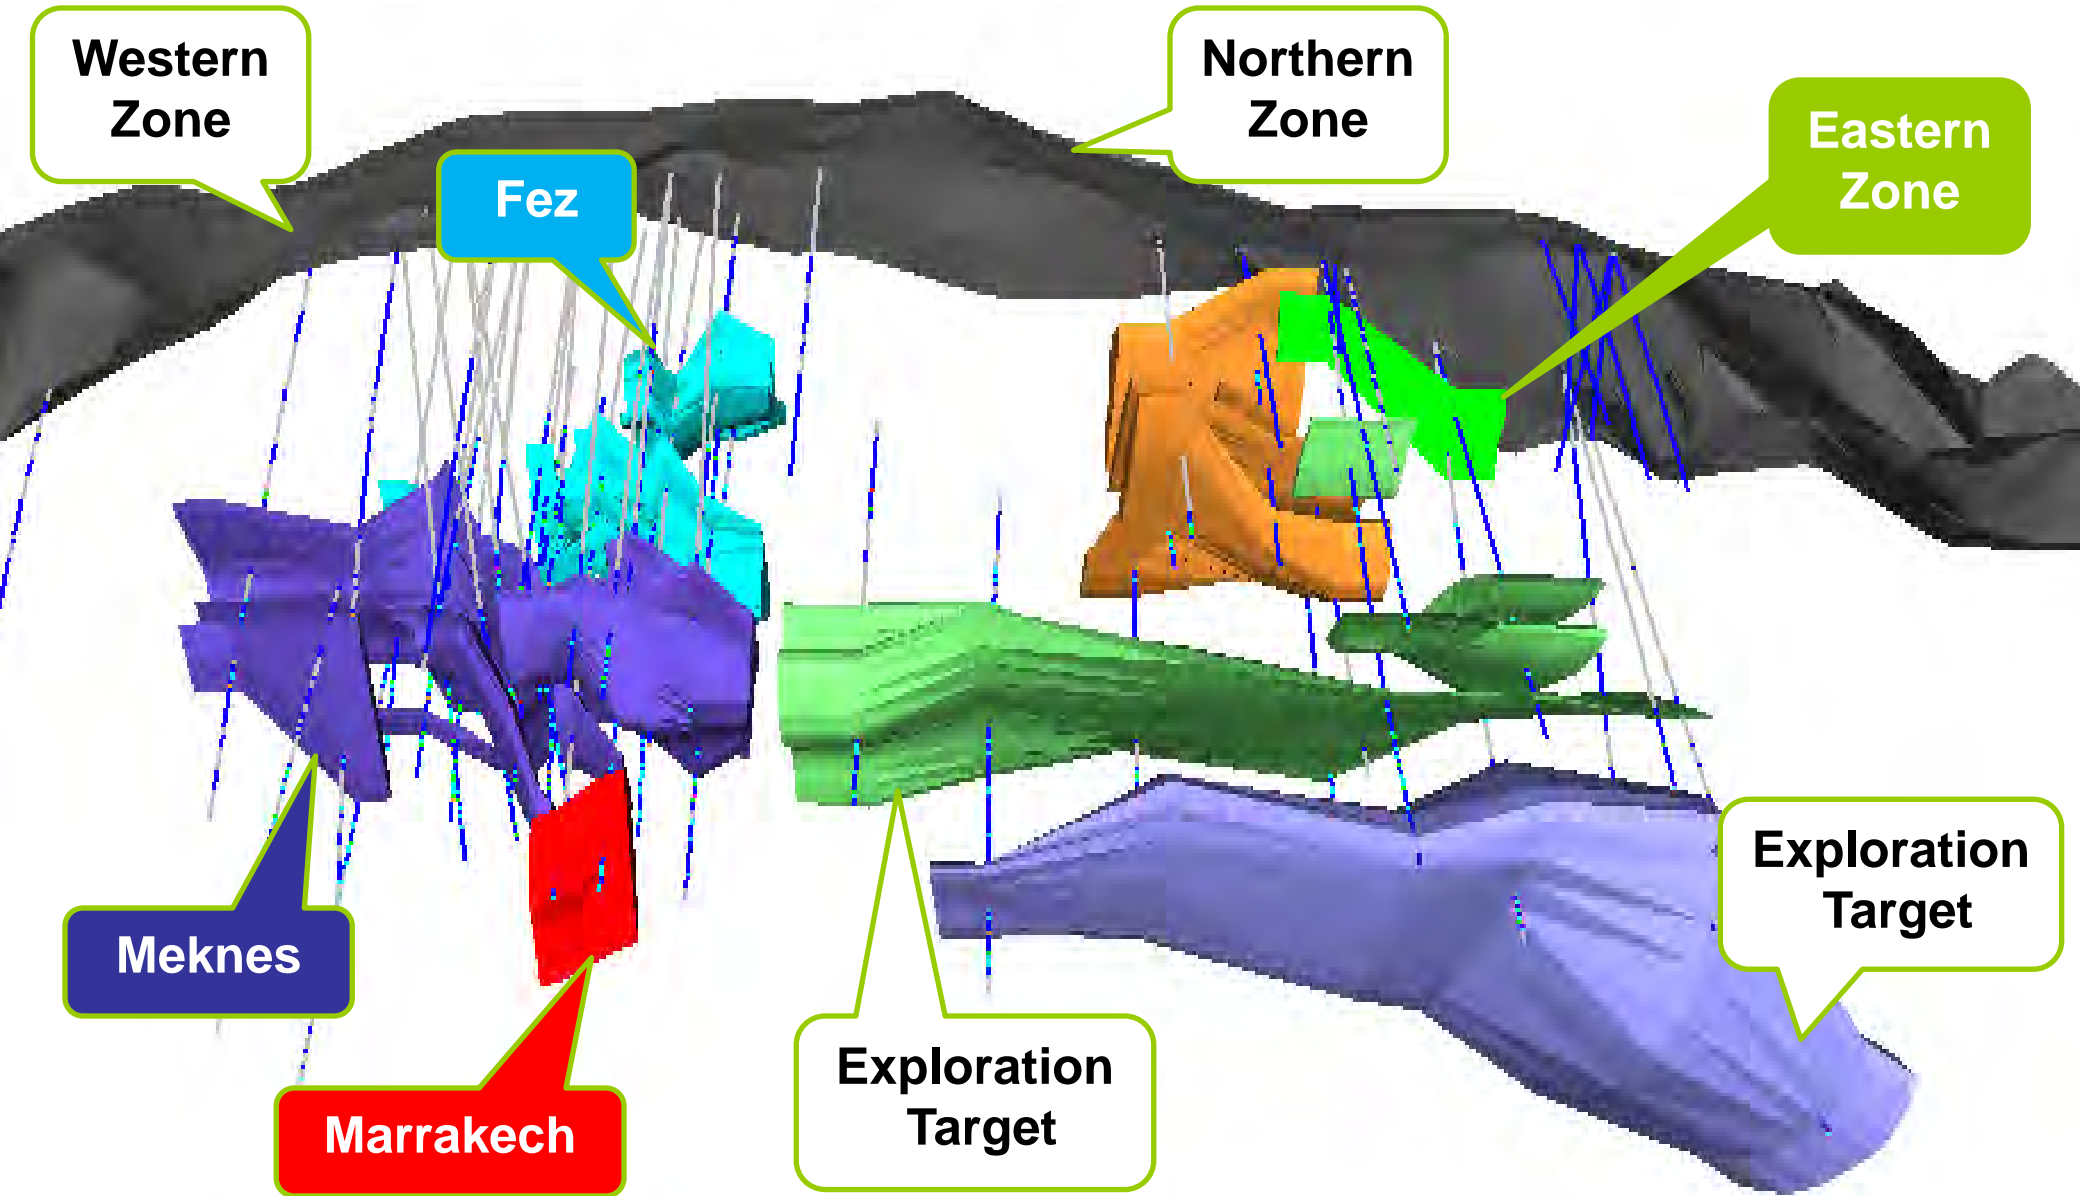 Western
Zone
Northern
Zone
Eastern
Zone
Fez
Meknes
Marrakech
Exploration
Target
Exploration
Target